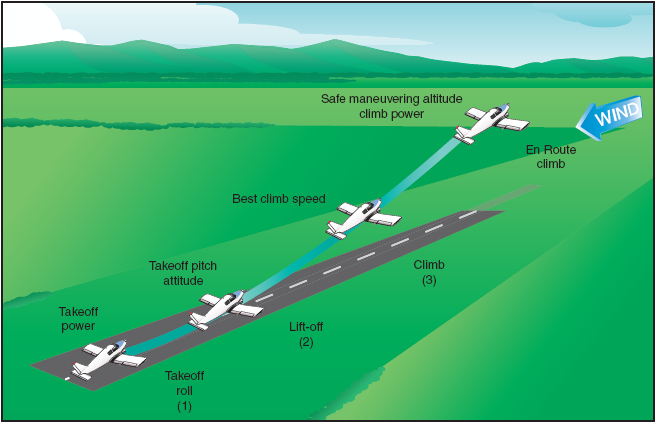 Safe maneuvering altitude
climb power
WIND
En Route
climb
Best climb speed
Takeoff pitch
attitude
Climb
(3)
Takeoff
power
Lift-off
(2)
Takeoff
roll
(1)